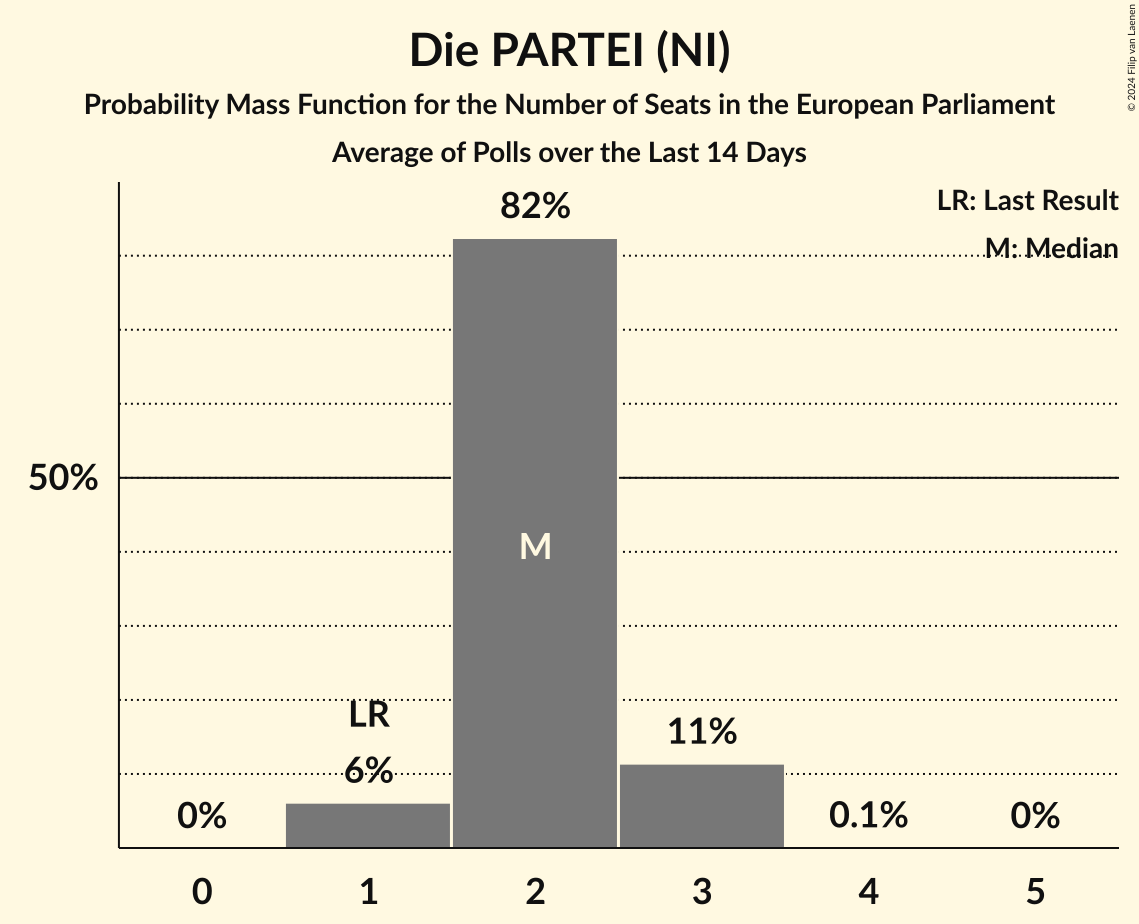 Die PARTEI (NI)
Probability Mass Function for the Number of Seats in the European Parliament
Average of Polls over the Last 14 Days
© 2024 Filip van Laenen
LR: Last Result
M: Median
82%
50%
M
LR
6%
11%
0%
0.1%
0%
0 1 2 3 4 5